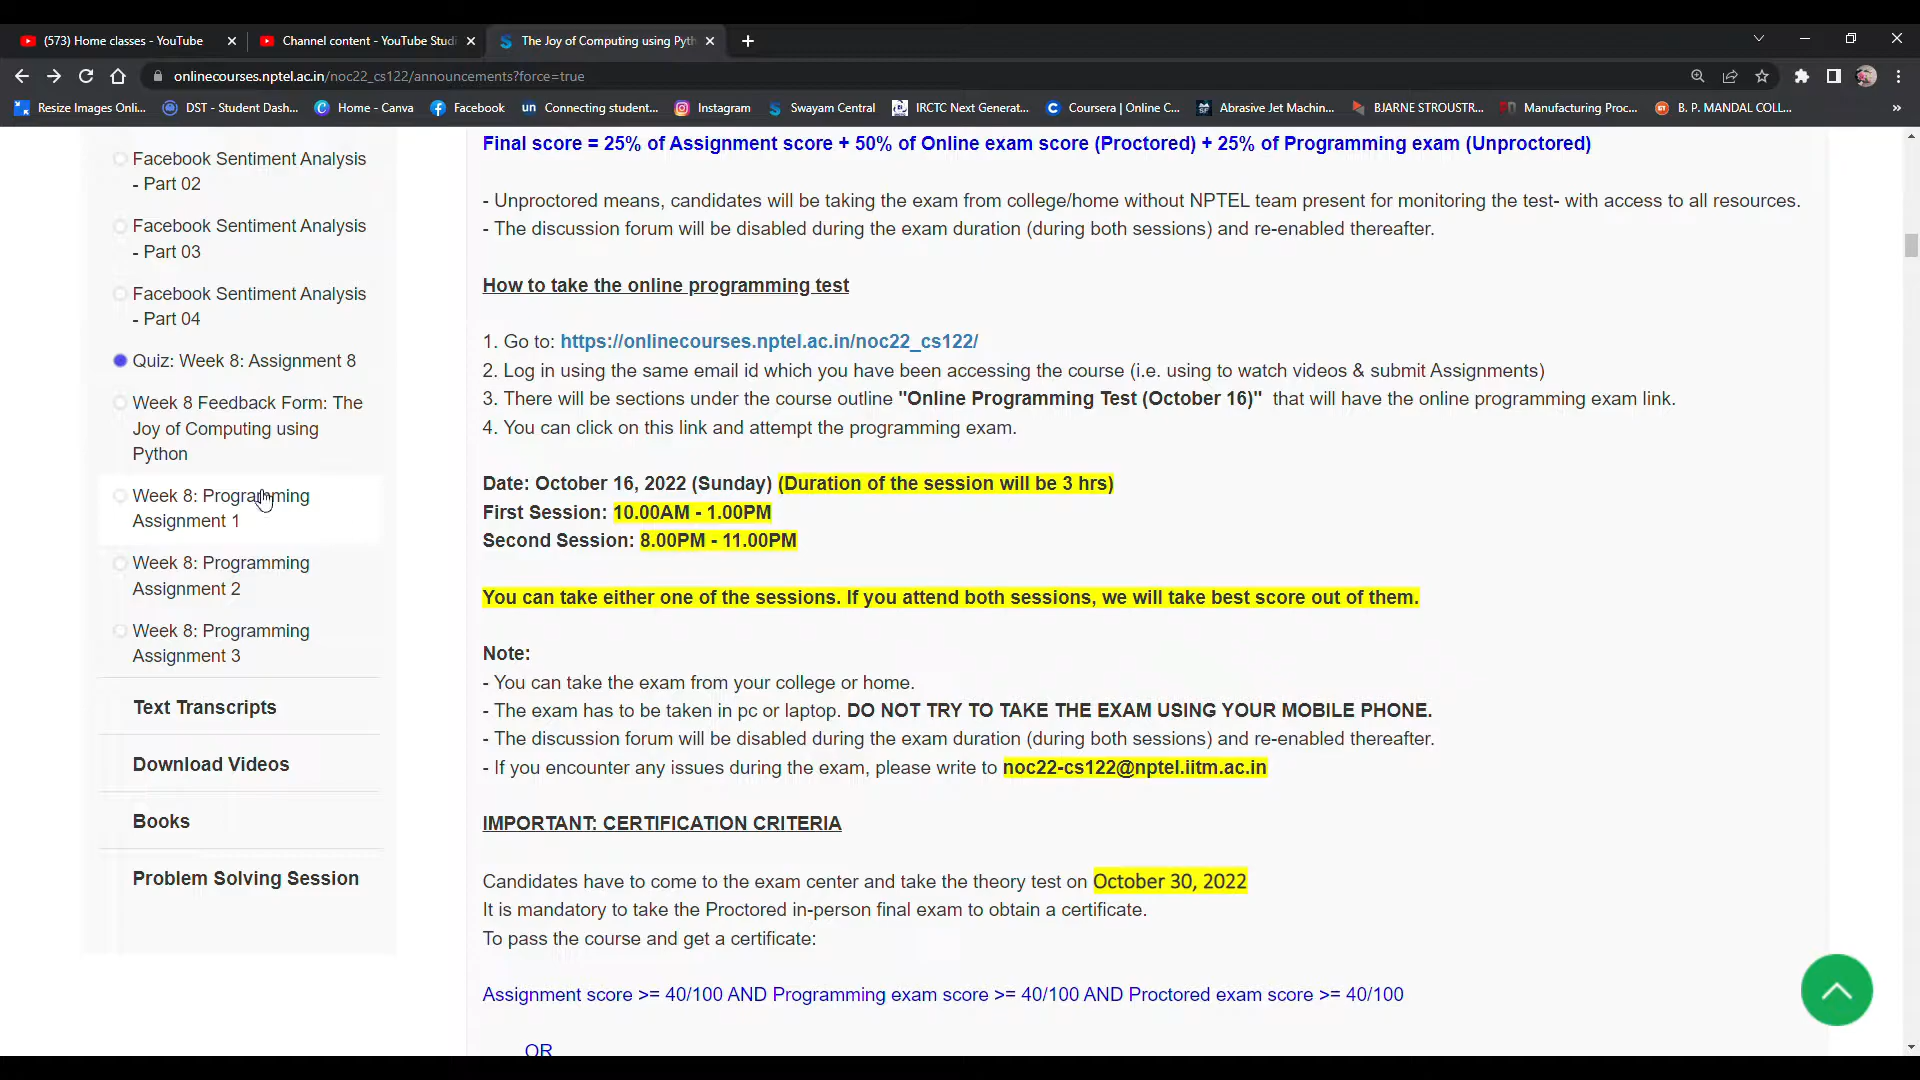 (573) Home classes - YouTube
Channel content - YouTube Studi
The Joy of Computing using Pyth
onlinecourses.nptel.ac.in/noc22_cs122/announcements?force=true
Resize Images Onli...
DST - Student Dash...
Home - Canva
Facebook
un Connecting student...
Instagram
Swayam Central
IRCTC Next Generat...
Coursera | Online C...
Abrasive Jet Machin...
BJARNE STROUSTR...
Manufacturing Proc...
B. P. MANDAL COLL...
Facebook Sentiment Analysis
- Part 02
Facebook Sentiment Analysis
- Part 03
Facebook Sentiment Analysis
- Part 04
Quiz: Week 8: Assignment 8
Week 8 Feedback Form: The
Joy of Computing using
Python
Week 8: Programming
Assignment 1
Week 8: Programming
Assignment 2
Week 8: Programming
Assignment 3
Text Transcripts
Download Videos
Books
Problem Solving Session
Final score = 25% of Assignment score + 50% of Online exam score (Proctored) + 25% of Programming exam (Unproctored)
- Unproctored means, candidates will be taking the exam from college/home without NPTEL team present for monitoring the test- with access to all resources.
- The discussion forum will be disabled during the exam duration (during both sessions) and re-enabled thereafter.
How to take the online programming test
1. Go to: https://onlinecourses.nptel.ac.in/noc22_cs122/
2. Log in using the same email id which you have been accessing the course (i.e. using to watch videos & submit Assignments)
3. There will be sections under the course outline "Online Programming Test (October 16)" that will have the online programming exam link.
4. You can click on this link and attempt the programming exam.
Date: October 16, 2022 (Sunday) (Duration of the session will be 3 hrs)
First Session: 10.00AM - 1.00PM
Second Session: 8.00PM - 11.00PM
You can take either one of the sessions. If you attend both sessions, we will take best score out of them.
Note:
- You can take the exam from your college or home.
- The exam has to be taken in pc or laptop. DO NOT TRY TO TAKE THE EXAM USING YOUR MOBILE PHONE.
- The discussion forum will be disabled during the exam duration (during both sessions) and re-enabled thereafter.
- If you encounter any issues during the exam, please write to noc22-cs122@nptel.iitm.ac.in
IMPORTANT: CERTIFICATION CRITERIA
Candidates have to come to the exam center and take the theory test on October 30, 2022
It is mandatory to take the Proctored in-person final exam to obtain a certificate.
To pass the course and get a certificate:
Assignment score >= 40/100 AND Programming exam score >= 40/100 AND Proctored exam score >= 40/100
OR